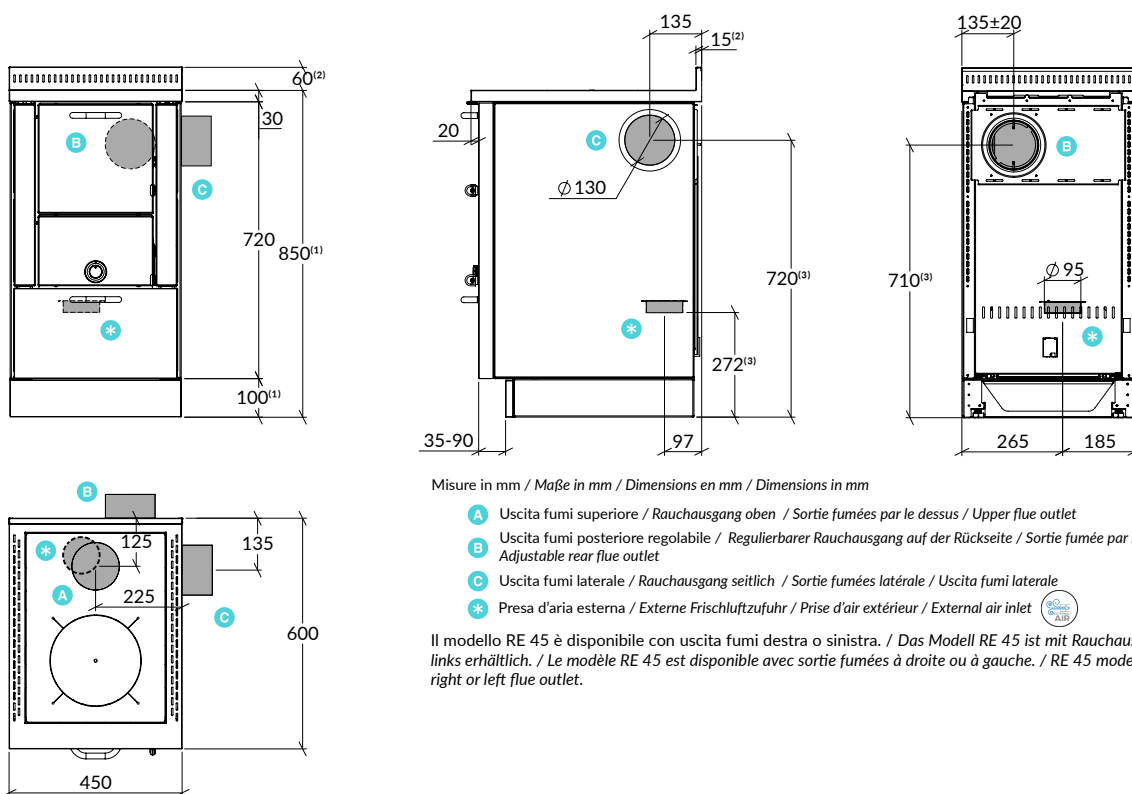 135
15(2)
135±20
60(2)
30
B
C
20
C
B
Ø 130
720
850(1)
720(3)
710(3)
Ø 95
*
*
*
272(3)
100(1)
35-90
97
265
185
B
125
135
*
A
225
C
600
450
Misure in mm / Maße in mm / Dimensions en mm / Dimensions in mm
A Uscita fumi superiore / Rauchausgang oben / Sortie fumées par le dessus / Upper flue outlet
B Uscita fumi posteriore regolabile / Regulierbarer Rauchausgang auf der Rückseite / Sortie fumée par
Adjustable rear flue outlet
C Uscita fumi laterale / Rauchausgang seitlich / Sortie fumées latérale / Uscita fumi laterale
* Presa d'aria esterna / Externe Frischluftzufuhr / Prise d'air extérieur / External air inlet
AIR
Il modello RE 45 è disponibile con uscita fumi destra o sinistra. / Das Modell RE 45 ist mit Rauchaus
links erhältlich. / Le modèle RE 45 est disponible avec sortie fumées à droite ou à gauche. / RE 45 mode
right or left flue outlet.